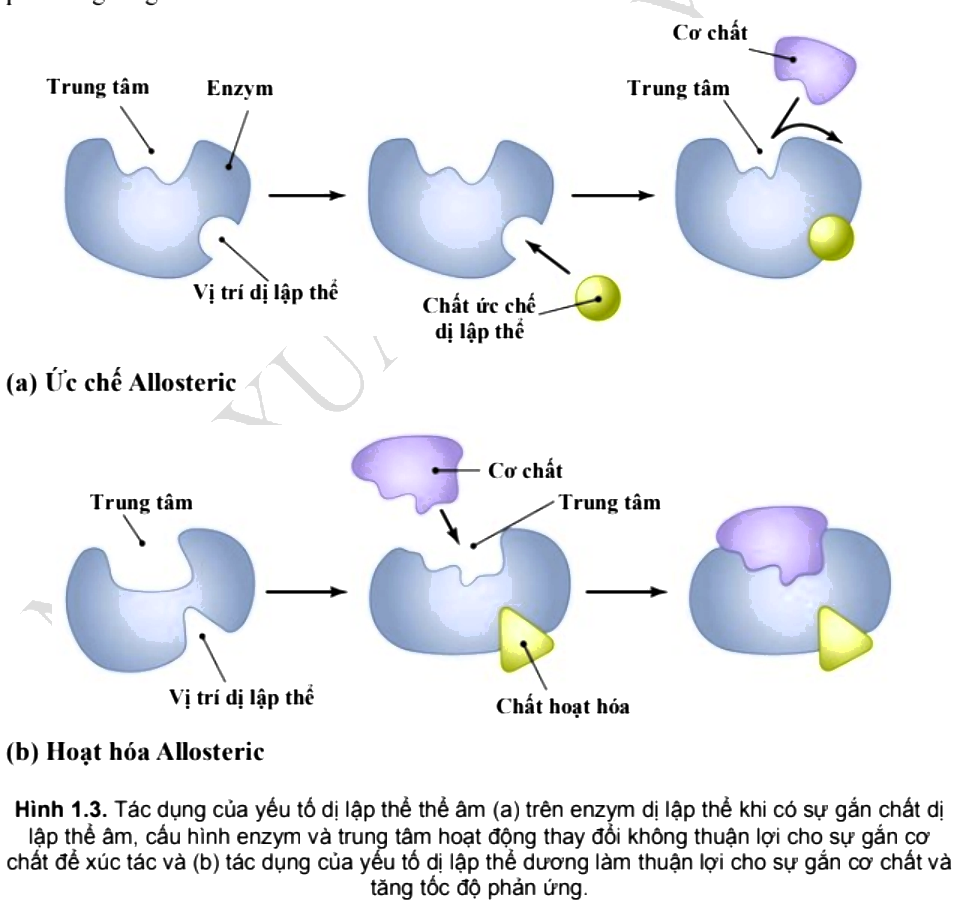 Cơ chất
Trung tâm
Enzym
Trung tâm
Vị trí dị lập thể
Chất ức chế
dị lập thể
(a) Ức chế Allosteric
Cơ chất
Trung tâm
Trung tâm
Vị trí dị lập thể
Chất hoạt hóa
(b) Hoạt hóa Allosteric
Hình 1.3. Tác dụng của yếu tố dị lập thể thể âm (a) trên enzym dị lập thể khi có sự gắn chất dị
lập thể âm, cấu hình enzym và trung tâm hoạt động thay đổi không thuận lợi cho sự gắn cơ
chất để xúc tác và (b) tác dụng của yếu tố dị lập thể dương làm thuận lợi cho sự gắn cơ chất và
tăng tốc độ phản ứng.